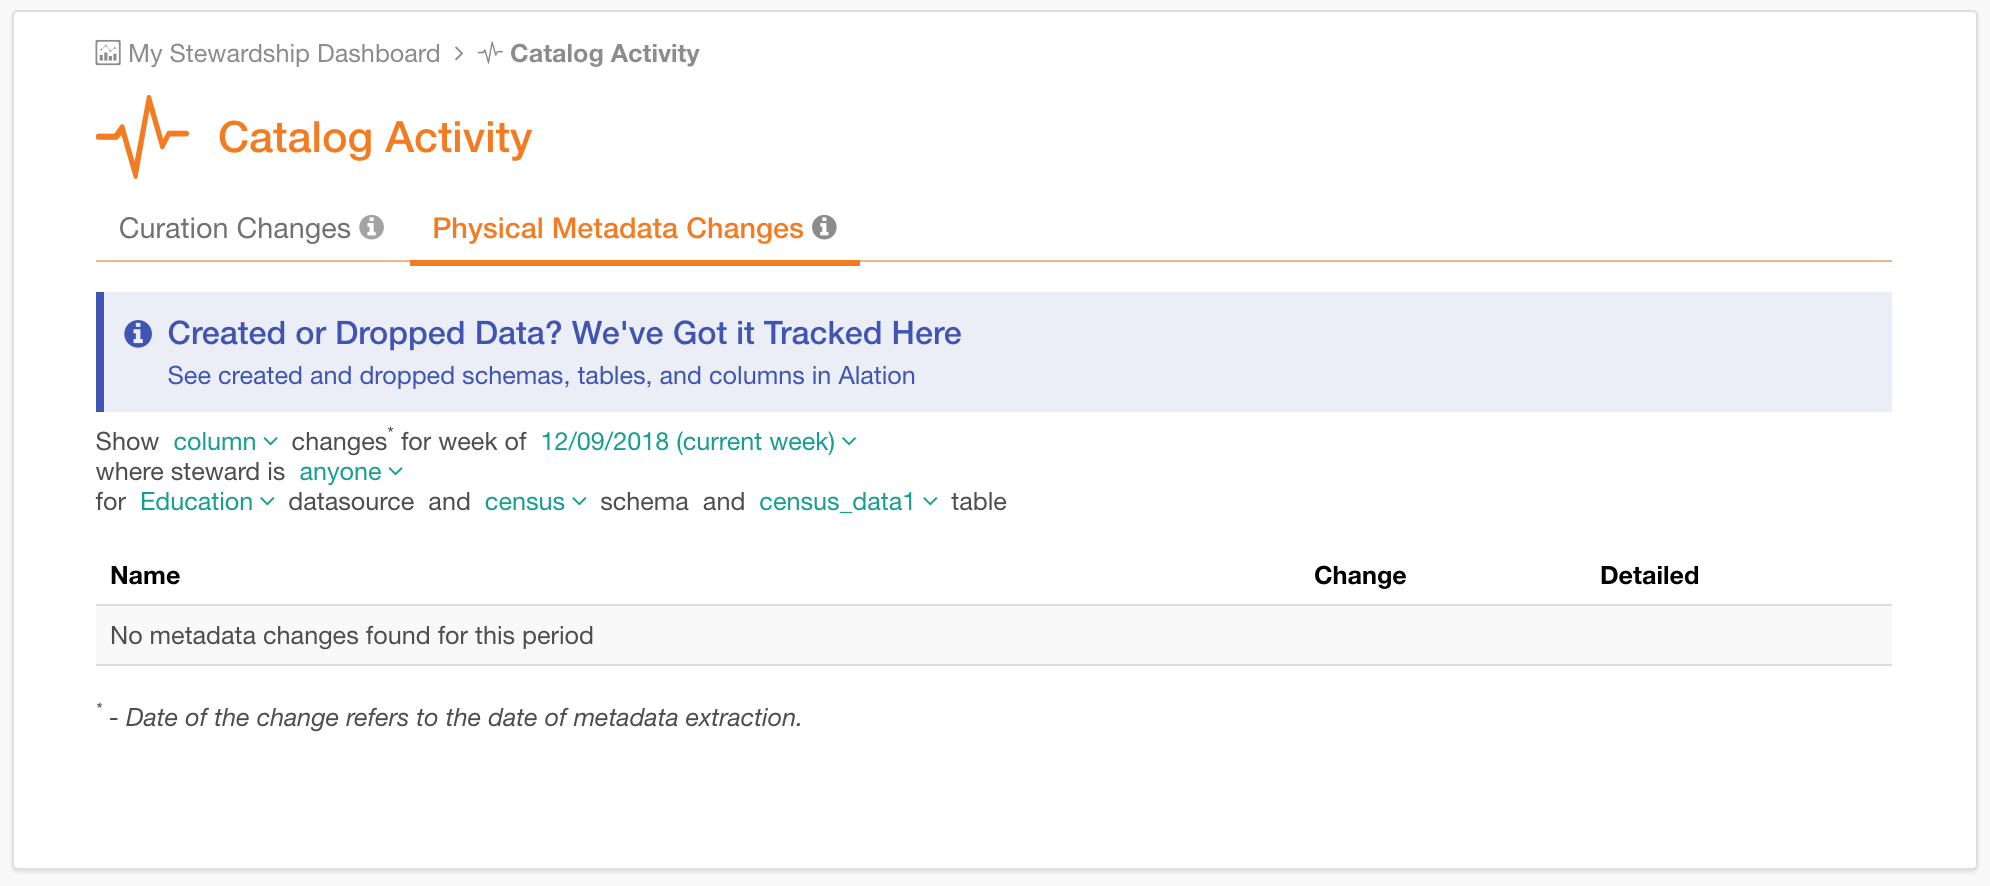 My Stewardship Dashboard > Catalog Activity
Catalog Activity
Curation Changes Physical Metadata Changes
Created or Dropped Data? We've Got it Tracked Here
See created and dropped schemas, tables, and columns in Alation
Show column changes* for week of 12/09/2018 (current week)
where steward is anyone
for Education datasource and census schema and census_data1 table
Name Change Detailed
No metadata changes found for this period
* - Date of the change refers to the date of metadata extraction.